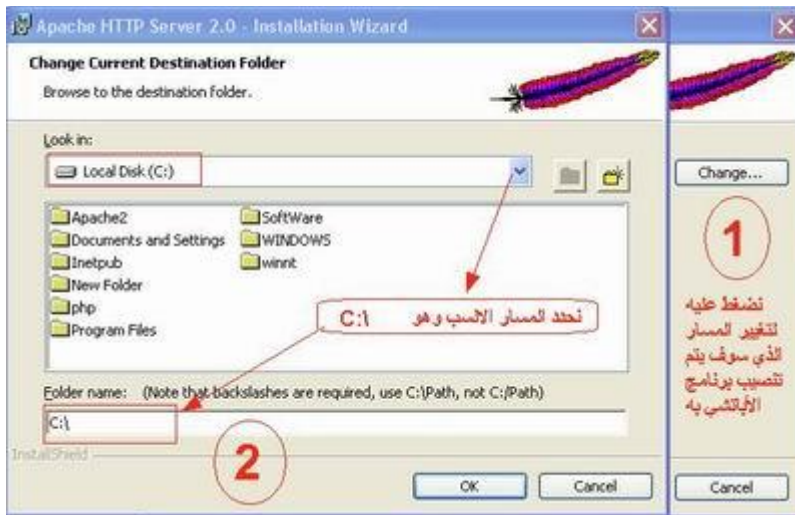 Apache HTTP Server 2.0 - Installation Wizard
Change Current Destination Folder
Browse to the destination folder.
Look in:
Local Disk (C:)
Apache2
Documents and Settings
Inetpub
New Folder
php
Program Files
SoftWare
WINDOWS
winnt
نحدد المسار الانسب وهو C:\
Folder name: (Note that backslashes are required, use C:\Path, not C:/Path)
C:\
InstallShield
2
OK
Cancel
Change...
1
نضغط عليه
لتغيير المسار
الذي سوف يتم
تنصيب برنامج
الأباتشي به
Cancel